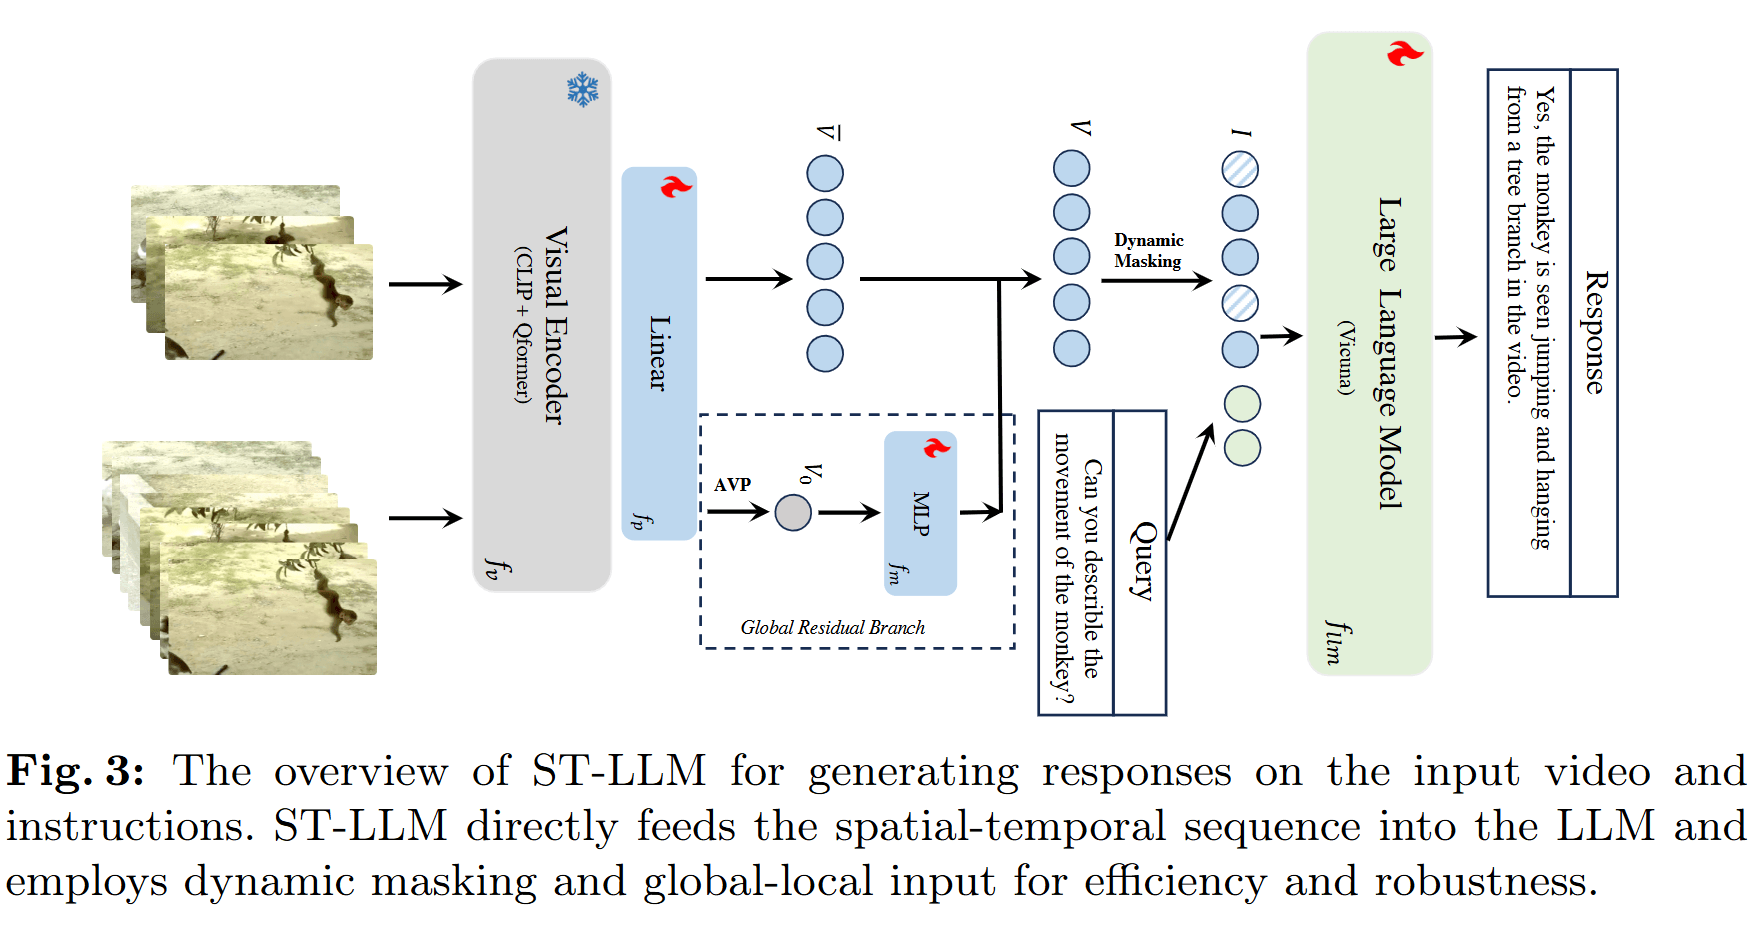 Visual Encoder
(CLIP + Qformer)
f_v
Linear
f_p
V̅
AVP
V_0
MLP
f_m
Global Residual Branch
V
Dynamic
Masking
I
Query
Can you describle the
movement of the monkey?
Large Language Model
(Vicuna)
f_llm
Response
Yes, the monkey is seen jumping and hanging
from a tree branch in the video.
Fig. 3: The overview of ST-LLM for generating responses on the input video and
instructions. ST-LLM directly feeds the spatial-temporal sequence into the LLM and
employs dynamic masking and global-local input for efficiency and robustness.